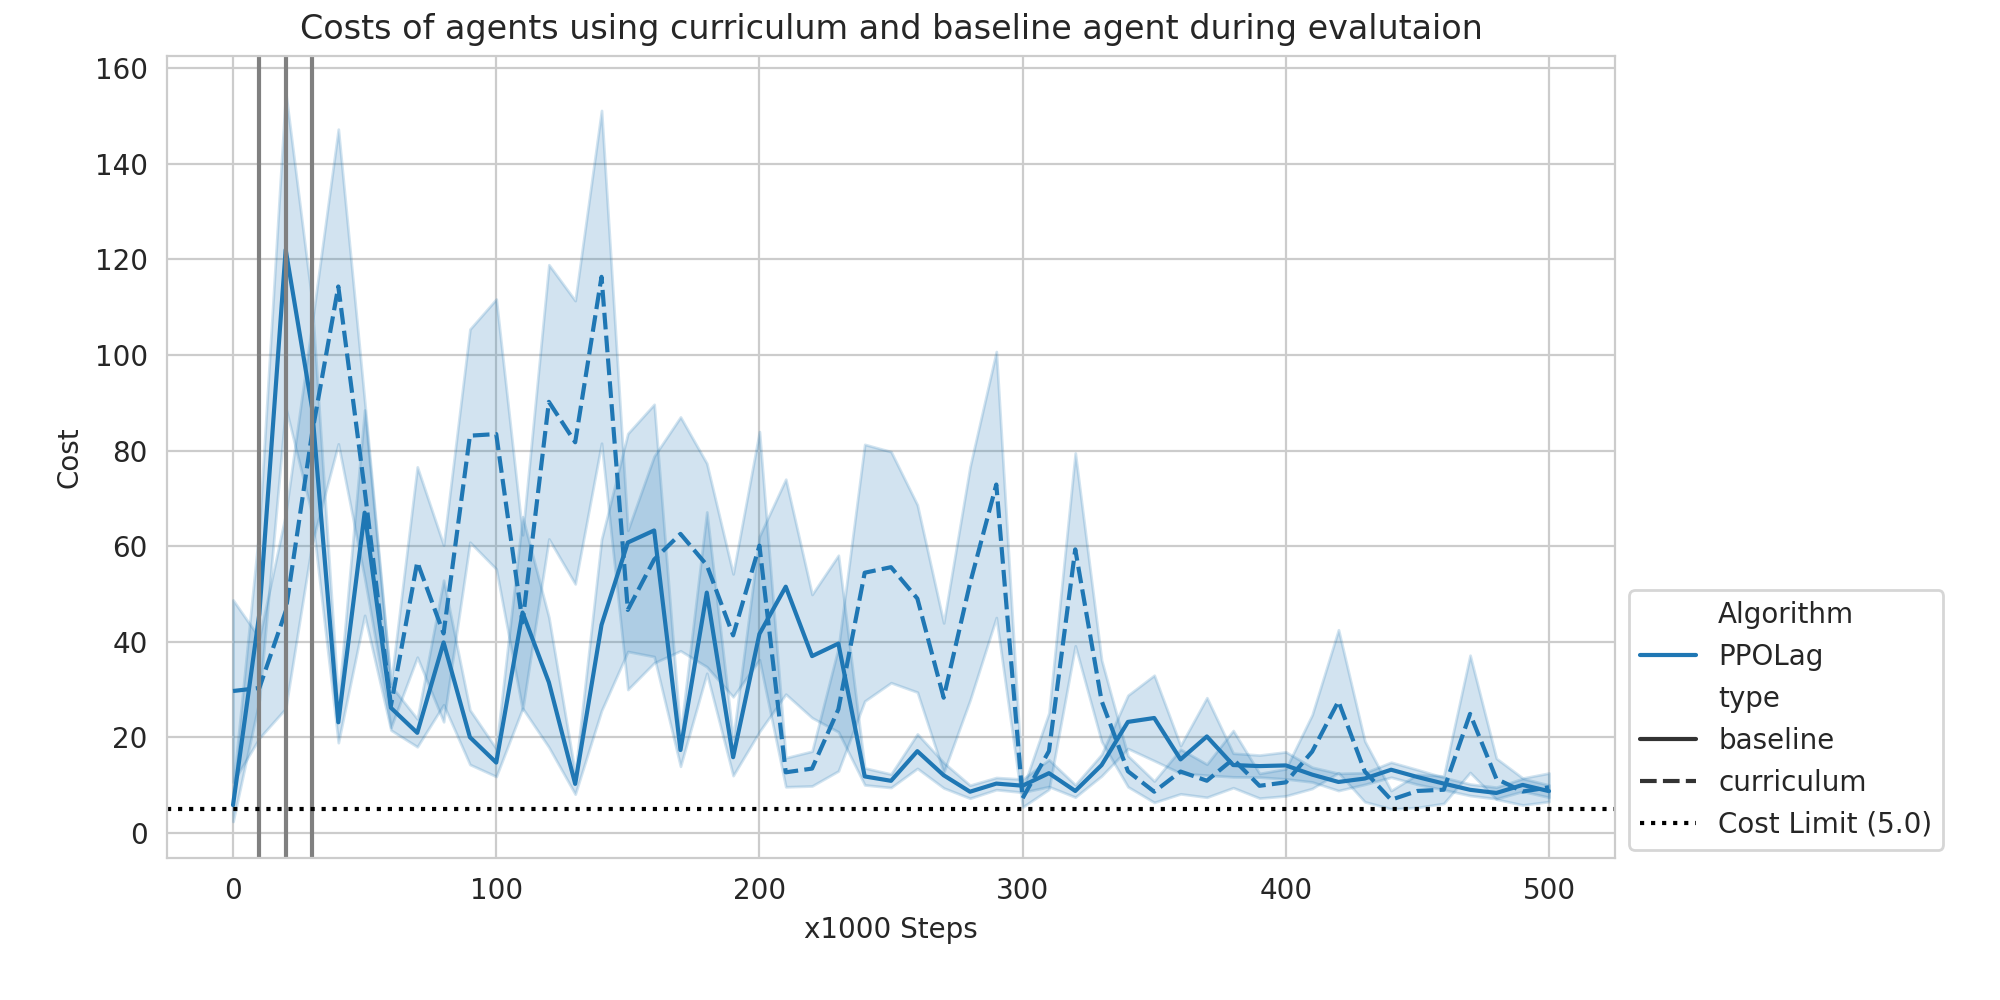 Costs of agents using curriculum and baseline agent during evalutaion
160
140
120
100
80
60
40
20
0
Cost
0 100 200 300 400 500
x1000 Steps
Algorithm
PPOLag
type
baseline
curriculum
Cost Limit (5.0)